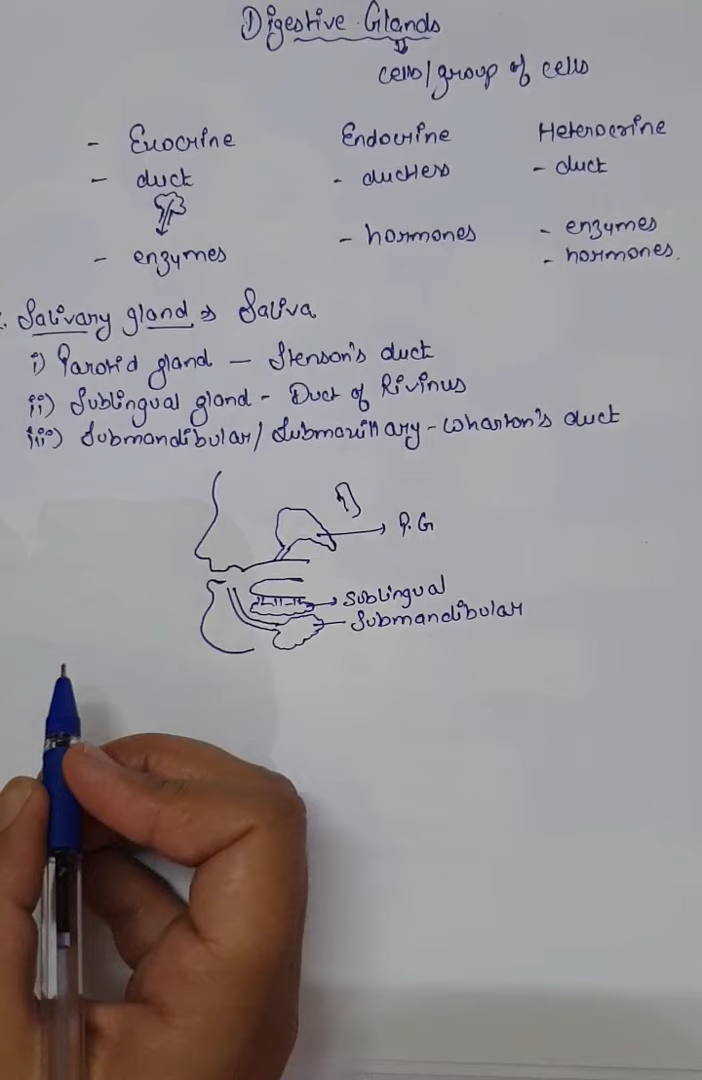 Digestive Glands
cells/group of cells
- Exocrine Endocrine Heterocrine
- duct - ductless - duct
- enzymes - hormones - enzymes
- hormones.
Salivary gland → Saliva
i) Parotid gland - Stenson's duct
ii) Sublingual gland - Duct of Rivinus
iii) Submandibular/Submaxillary - Wharton's duct
P.G
Sublingual
Submandibular